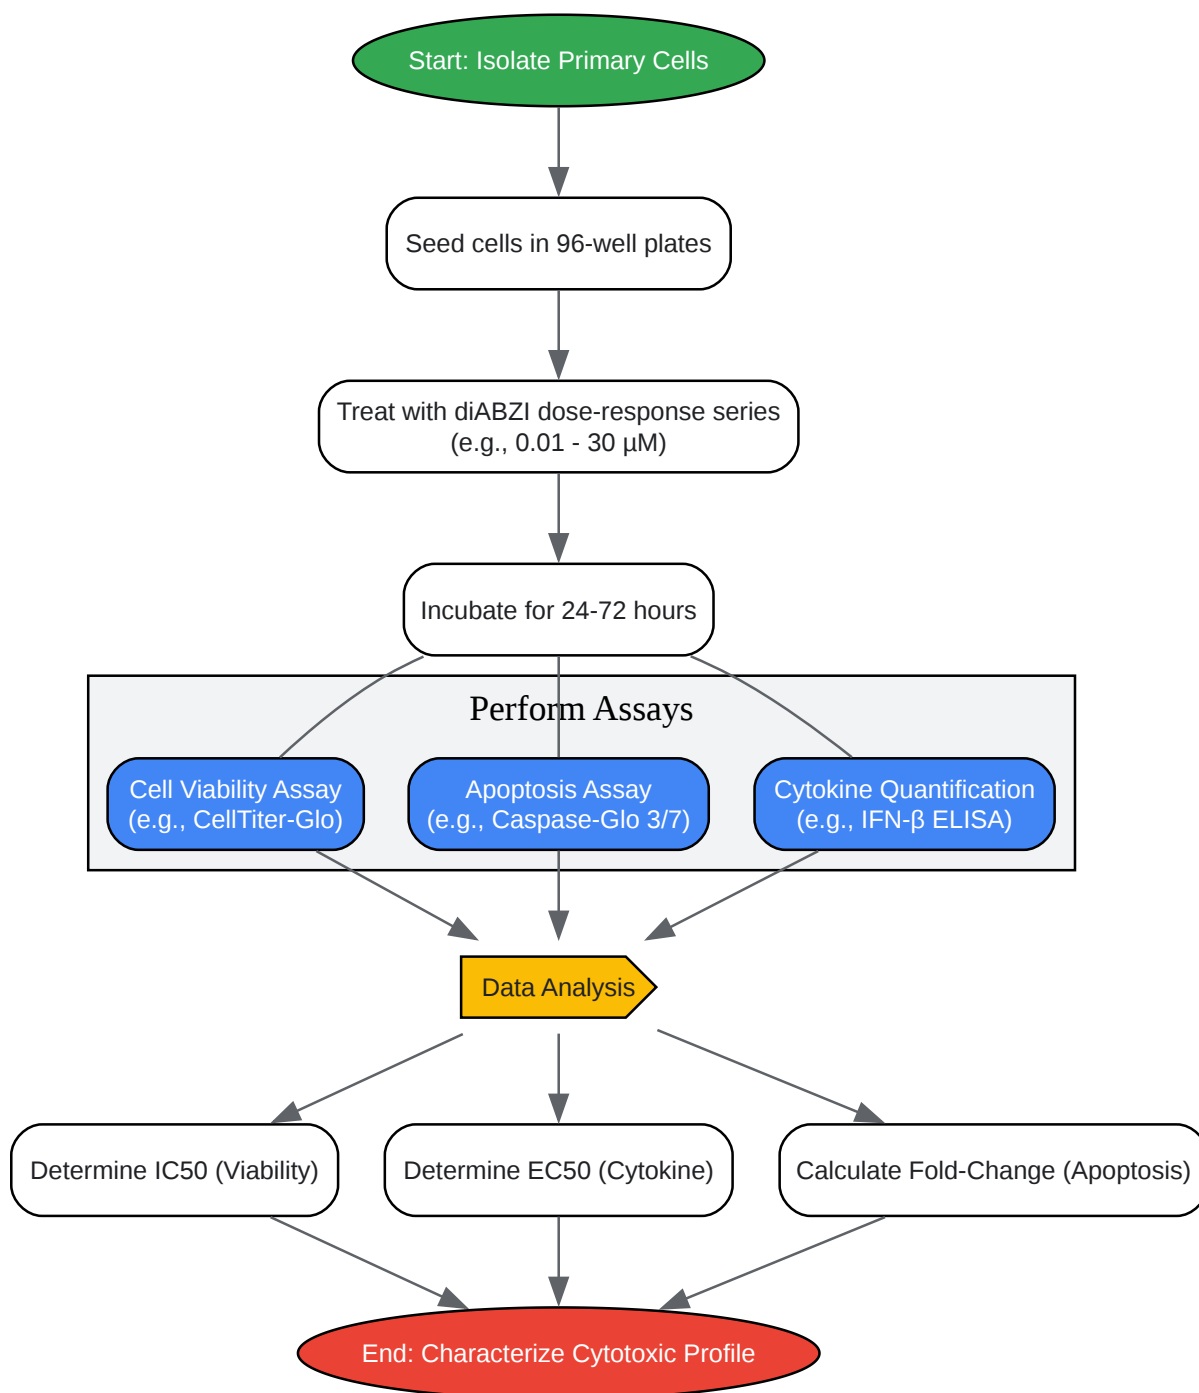 Start: Isolate Primary Cells
Seed cells in 96-well plates
Treat with diABZI dose-response series
(e.g., 0.01 - 30 µM)
Incubate for 24-72 hours
Perform Assays
Cell Viability Assay
(e.g., CellTiter-Glo)
Apoptosis Assay
(e.g., Caspase-Glo 3/7)
Cytokine Quantification
(e.g., IFN-β ELISA)
Data Analysis
Determine IC50 (Viability)
Determine EC50 (Cytokine)
Calculate Fold-Change (Apoptosis)
End: Characterize Cytotoxic Profile